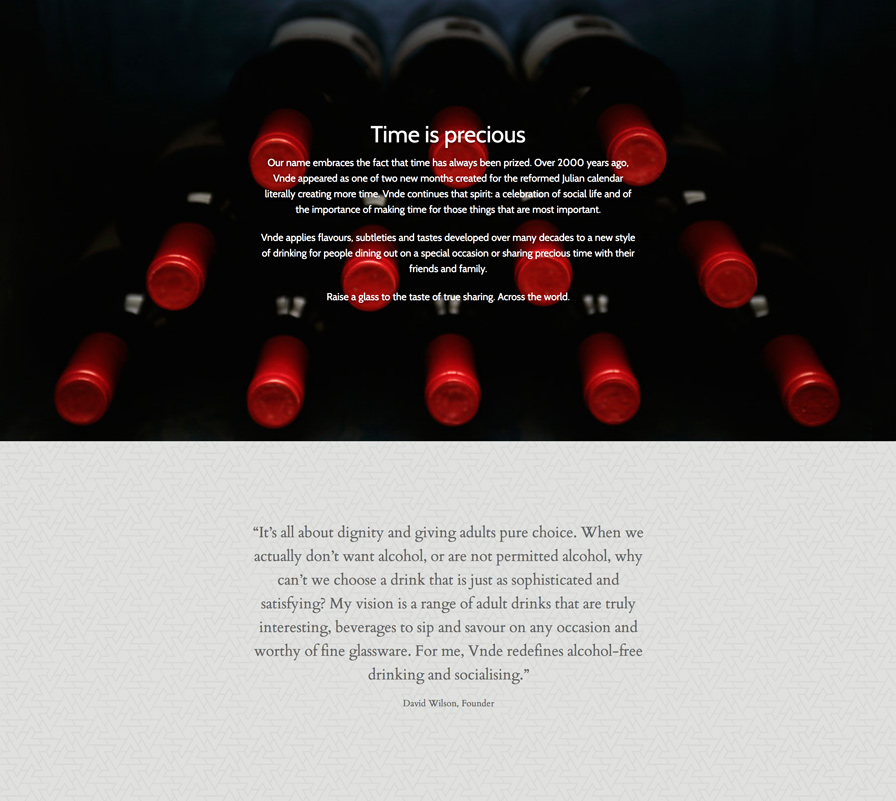 Time is precious
Our name embraces the fact that time has always been prized. Over 2000 years ago,
Vnde appeared as one of two new months created for the reformed Julian calendar
literally creating more time. Vnde continues that spirit: a celebration of social life and of
the importance of making time for those things that are most important.
Vnde applies flavours, subtleties and tastes developed over many decades to a new style
of drinking for people dining out on a special occasion or sharing precious time with their
friends and family.
Raise a glass to the taste of true sharing. Across the world.
“It’s all about dignity and giving adults pure choice. When we
actually don’t want alcohol, or are not permitted alcohol, why
can’t we choose a drink that is just as sophisticated and
satisfying? My vision is a range of adult drinks that are truly
interesting, beverages to sip and savour on any occasion and
worthy of fine glassware. For me, Vnde redefines alcohol-free
drinking and socialising.”
David Wilson, Founder